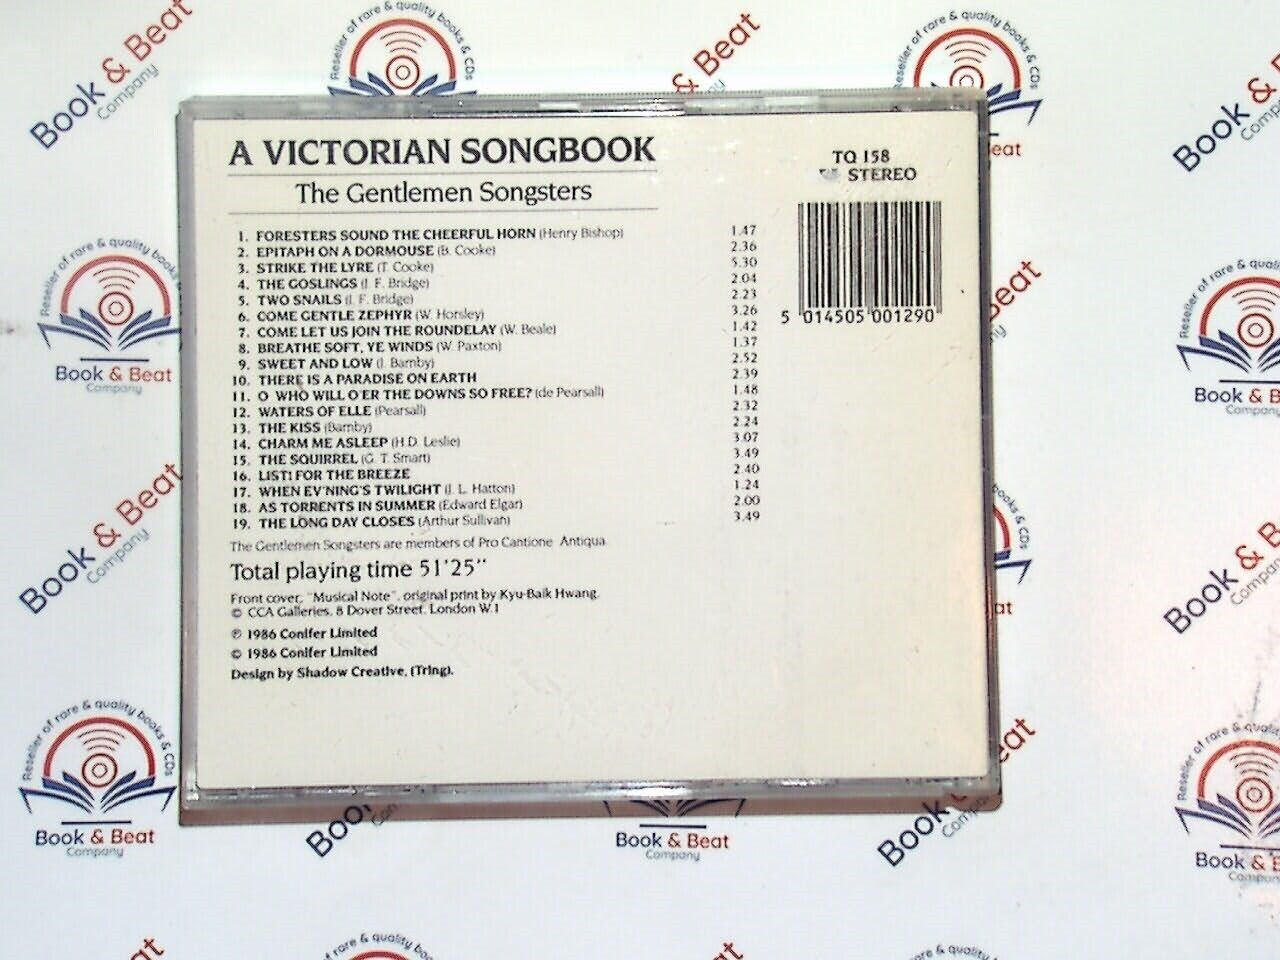 A VICTORIAN SONGBOOK
The Gentlemen Songsters
TQ 158
STEREO
1. FORESTERS SOUND THE CHEERFUL HORN (Henry Bishop) 1.47
2. EPITAPH ON A DORMOUSE (B. Cooke) 2.36
3. STRIKE THE LYRE (T. Cooke) 5.30
4. THE GOSLINGS (J. F. Bridge) 2.04
5. TWO SNAILS (J. F. Bridge) 2.23
6. COME GENTLE ZEPHYR (W. Horsley) 3.26
7. COME LET US JOIN THE ROUNDELAY (W. Beale) 1.42
8. BREATHE SOFT, YE WINDS (W. Paxton) 1.37
9. SWEET AND LOW (J. Barnby) 2.52
10. THERE IS A PARADISE ON EARTH 2.39
11. O WHO WILL O'ER THE DOWNS SO FREE? (de Pearsall) 1.48
12. WATERS OF ELLE (Pearsall) 2.32
13. THE KISS (Barnby) 2.24
14. CHARM ME ASLEEP (H.D. Leslie) 3.07
15. THE SQUIRREL (G. T. Smart) 3.49
16. LIST! FOR THE BREEZE 2.40
17. WHEN EV'NING'S TWILIGHT (J. L. Hatton) 1.24
18. AS TORRENTS IN SUMMER (Edward Elgar) 2.00
19. THE LONG DAY CLOSES (Arthur Sullivan) 3.49
5 014505 001290
The Gentlemen Songsters are members of Pro Cantione Antiqua.
Total playing time 51'25"
Front cover, "Musical Note", original print by Kyu-Baik Hwang.
© CCA Galleries, 8 Dover Street, London W.1
℗ 1986 Conifer Limited
© 1986 Conifer Limited
Design by Shadow Creative, (Tring).
Reseller of rare & quality books & CDs
Book & Beat
Company